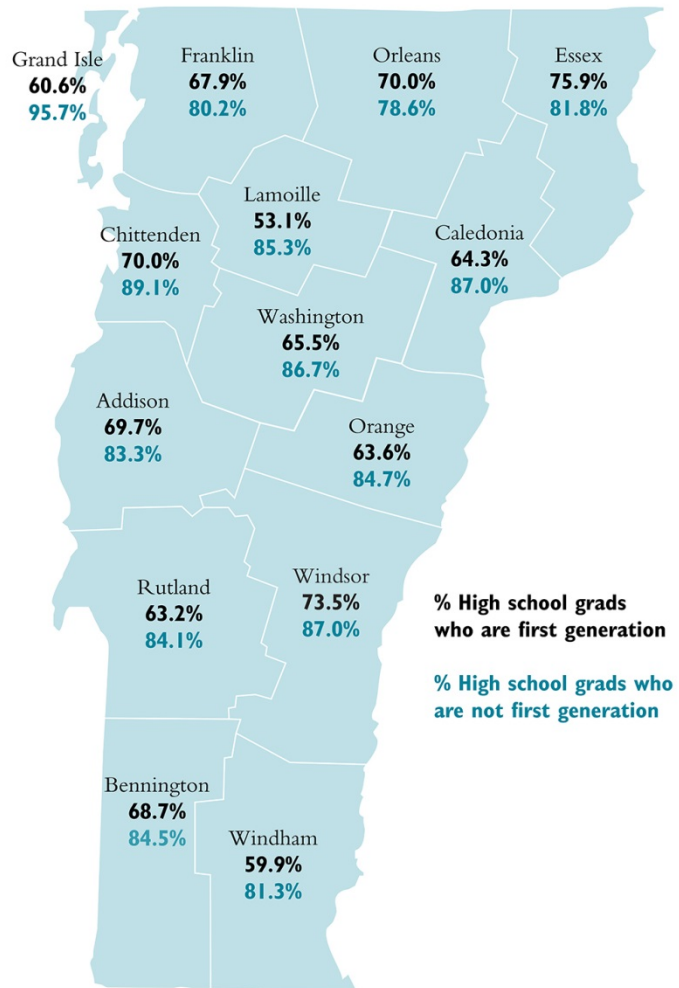 Grand Isle
60.6%
95.7%
Franklin
67.9%
80.2%
Orleans
70.0%
78.6%
Essex
75.9%
81.8%
Lamoille
53.1%
85.3%
Chittenden
70.0%
89.1%
Caledonia
64.3%
87.0%
Washington
65.5%
86.7%
Addison
69.7%
83.3%
Orange
63.6%
84.7%
Rutland
63.2%
84.1%
Windsor
73.5%
87.0%
% High school grads
who are first generation
% High school grads who
are not first generation
Bennington
68.7%
84.5%
Windham
59.9%
81.3%